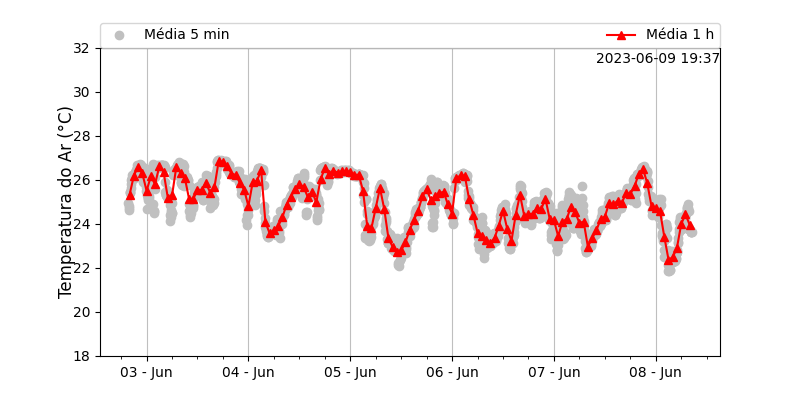 Média 5 min
Média 1 h
2023-06-09 19:37
Temperatura do Ar (°C)
32
30
28
26
24
22
20
18
03 - Jun
04 - Jun
05 - Jun
06 - Jun
07 - Jun
08 - Jun